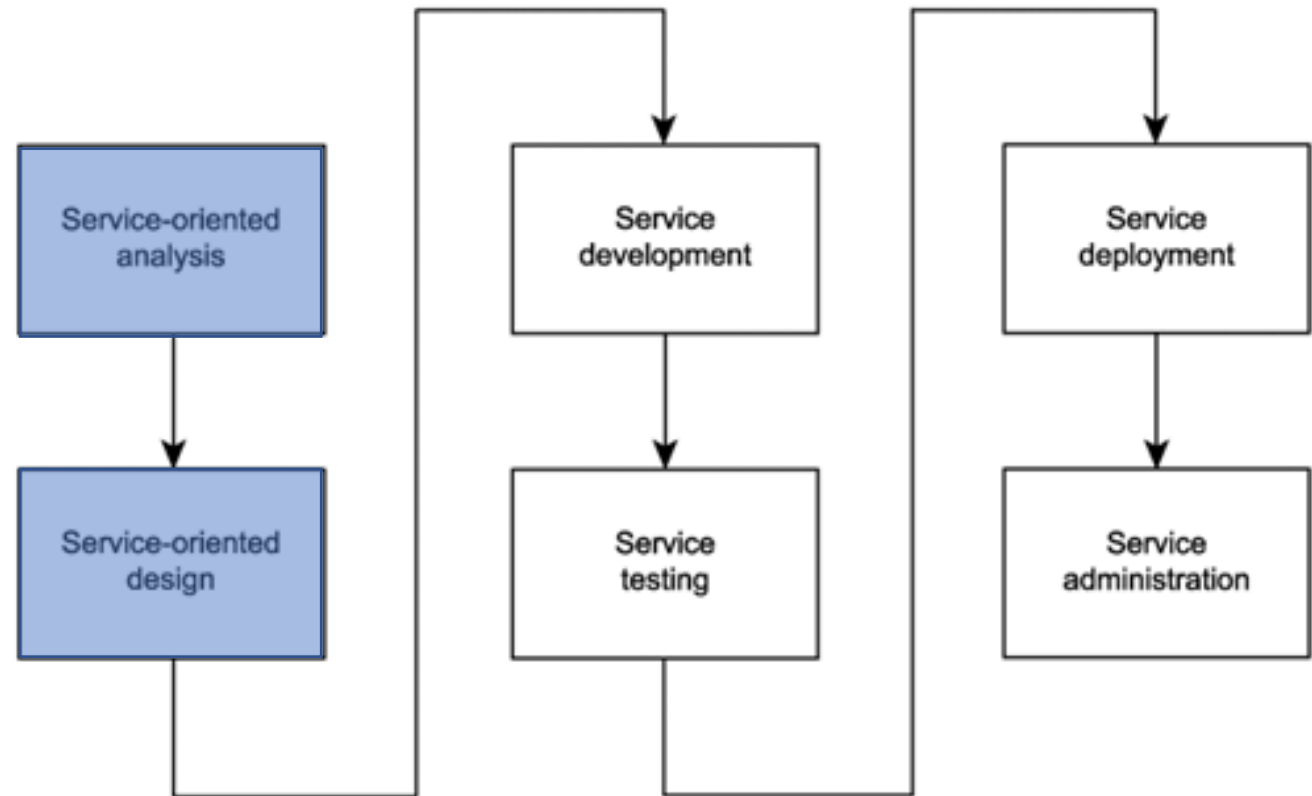 Service-oriented
analysis
Service-oriented
design
Service
development
Service
testing
Service
deployment
Service
administration